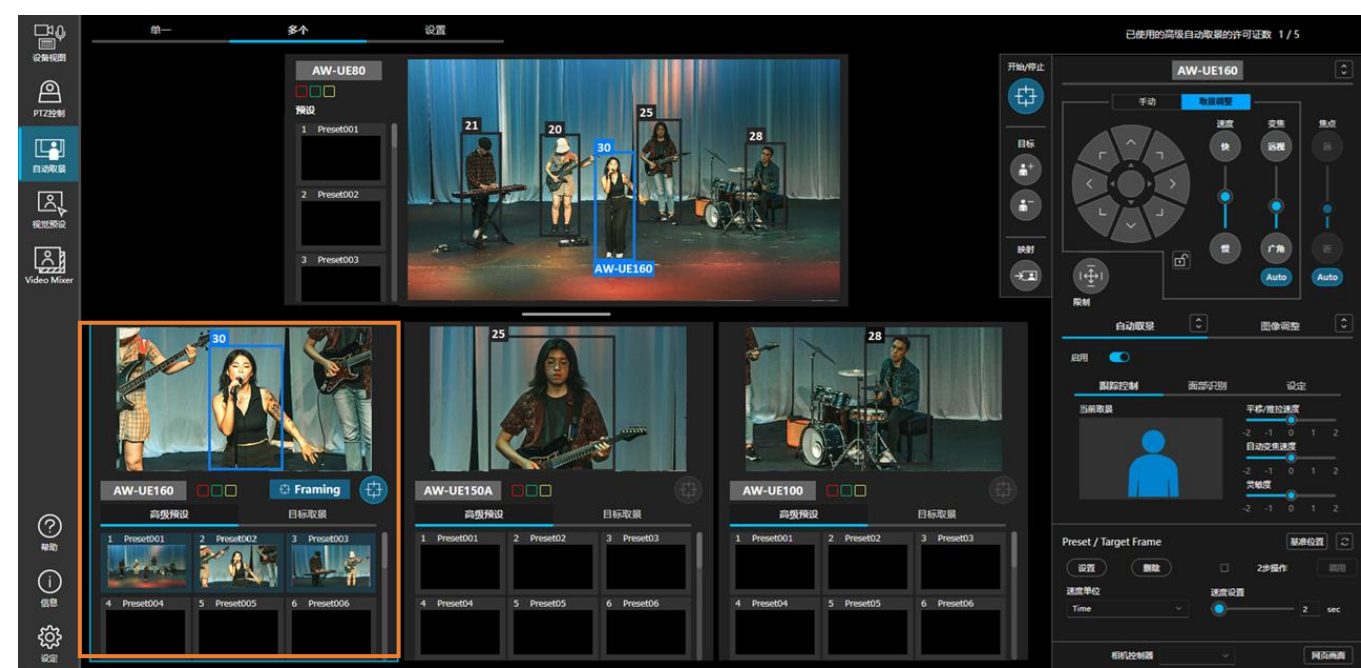 设备视图
PTZ控制
自动取景
视觉预设
Video Mixer
帮助
信息
设定
单一
多个
设置
已使用的高级自动取景的许可证数 1 / 5
AW-UE80
预设
1 Preset001
2 Preset002
3 Preset003
21
20
30
25
28
AW-UE160
开始/停止
目标
映射
30
AW-UE160
Framing
高级预设
目标取景
1 Preset001
2 Preset002
3 Preset003
4 Preset004
5 Preset005
6 Preset006
25
AW-UE150A
高级预设
目标取景
1 Preset001
2 Preset02
3 Preset03
4 Preset04
5 Preset05
6 Preset06
28
AW-UE100
高级预设
目标取景
1 Preset001
2 Preset02
3 Preset03
4 Preset04
5 Preset05
6 Preset06
AW-UE160
手动
取景调整
速度
变焦
焦点
快
远摄
远
慢
广角
近
Auto
Auto
限制
自动取景
图像调整
启用
跟踪控制
面部识别
设定
当前取景
平移/推拉速度
-2 -1 0 1 2
自动变焦速度
-2 -1 0 1 2
灵敏度
-2 -1 0 1 2
Preset / Target Frame
基准位置
设置
删除
2步操作
调用
速度单位
速度设置
Time
2 sec
相机控制器
网页画面